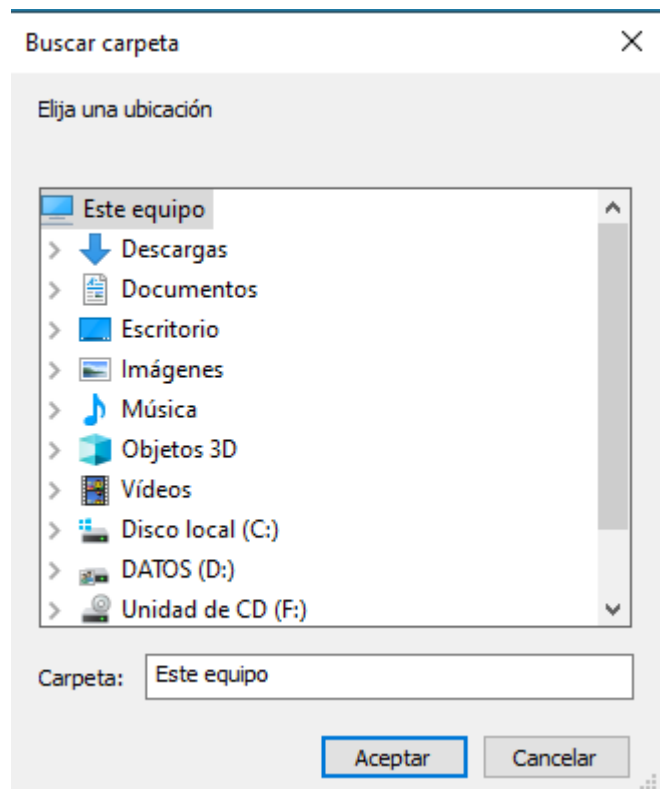 Buscar carpeta
Elija una ubicación
Este equipo
Descargas
Documentos
Escritorio
Imágenes
Música
Objetos 3D
Vídeos
Disco local (C:)
DATOS (D:)
Unidad de CD (F:)
Carpeta: Este equipo
Aceptar Cancelar